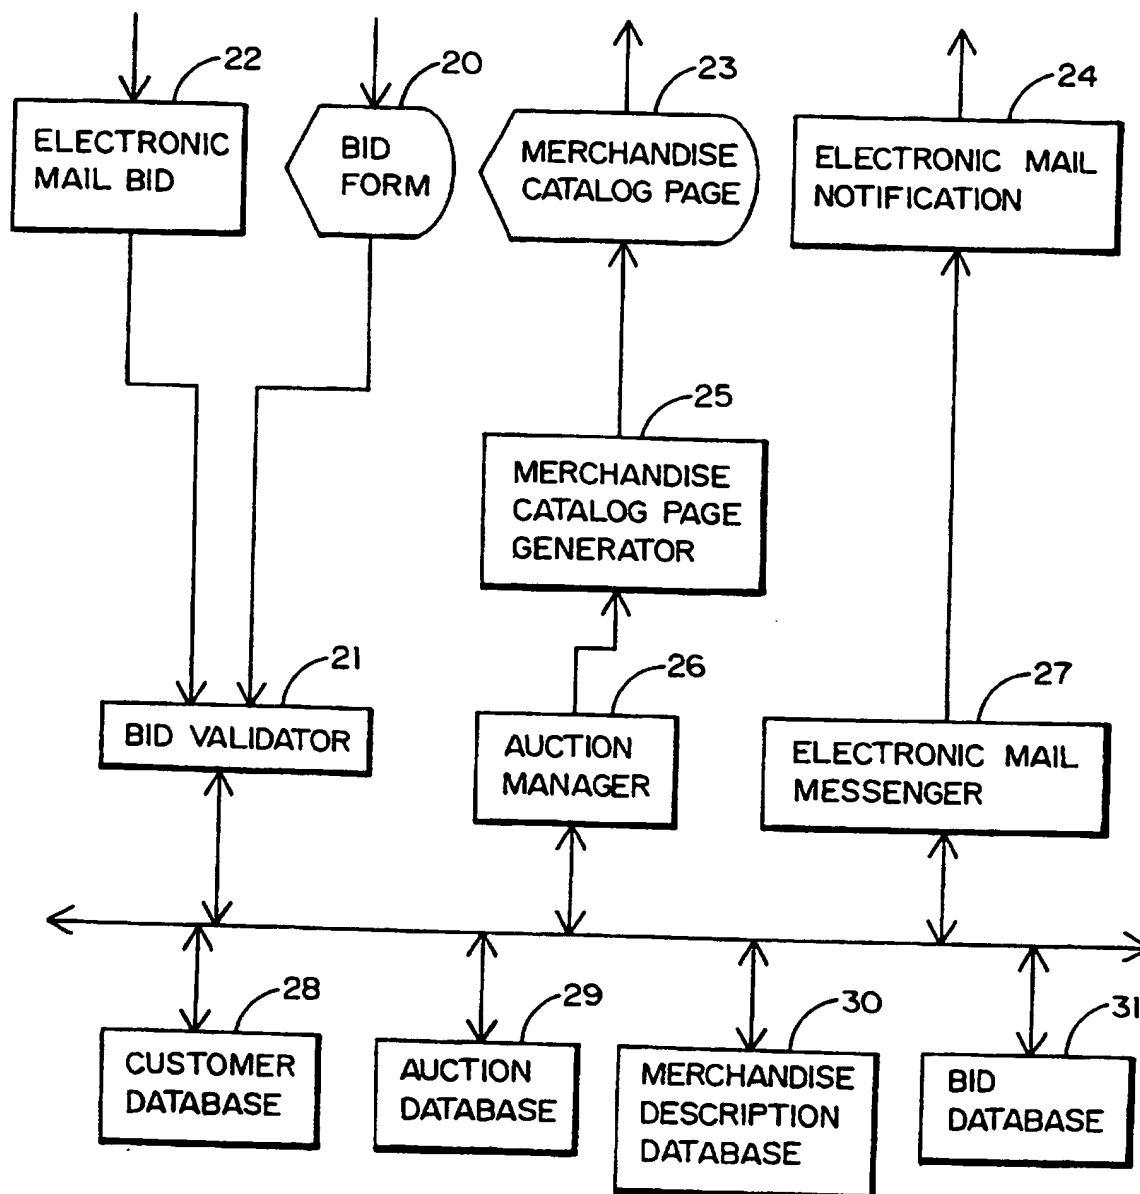 22
ELECTRONIC
MAIL BID
20
BID
FORM
23
MERCHANDISE
CATALOG PAGE
24
ELECTRONIC MAIL
NOTIFICATION
25
MERCHANDISE
CATALOG PAGE
GENERATOR
21
BID VALIDATOR
26
AUCTION
MANAGER
27
ELECTRONIC MAIL
MESSENGER
28
CUSTOMER
DATABASE
29
AUCTION
DATABASE
30
MERCHANDISE
DESCRIPTION
DATABASE
31
BID
DATABASE